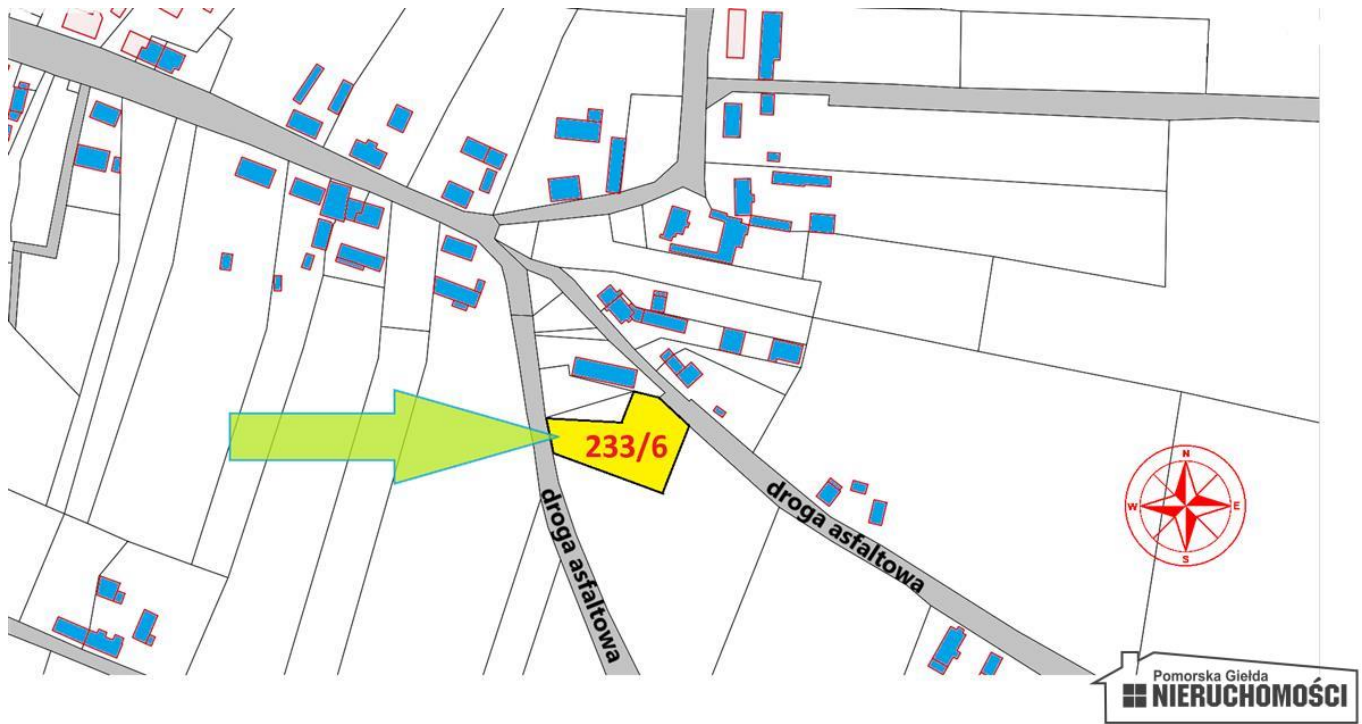 233/6
droga asfaltowa
droga asfaltowa
N
W
E
S
Pomorska Giełda
NIERUCHOMOŚCI